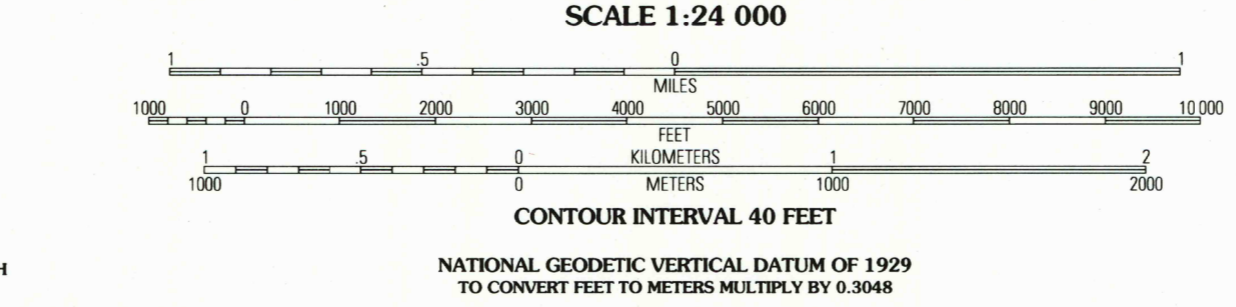 SCALE 1:24 000
1 .5 0 1
MILES
1000 0 1000 2000 3000 4000 5000 6000 7000 8000 9000 10 000
FEET
1 .5 0 KILOMETERS 1 2
1000 0 METERS 1000 2000
CONTOUR INTERVAL 40 FEET
H
NATIONAL GEODETIC VERTICAL DATUM OF 1929
TO CONVERT FEET TO METERS MULTIPLY BY 0.3048